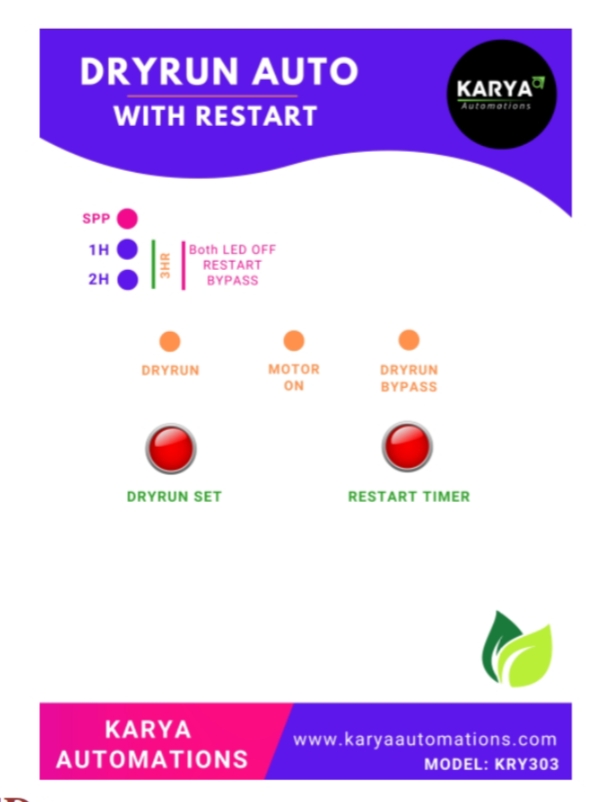 DRYRUN AUTO
WITH RESTART
KARYA
Automations
SPP
1H
2H
3HR
Both LED OFF
RESTART
BYPASS
DRYRUN
MOTOR
ON
DRYRUN
BYPASS
DRYRUN SET
RESTART TIMER
KARYA
AUTOMATIONS
www.karyaautomations.com
MODEL: KRY303